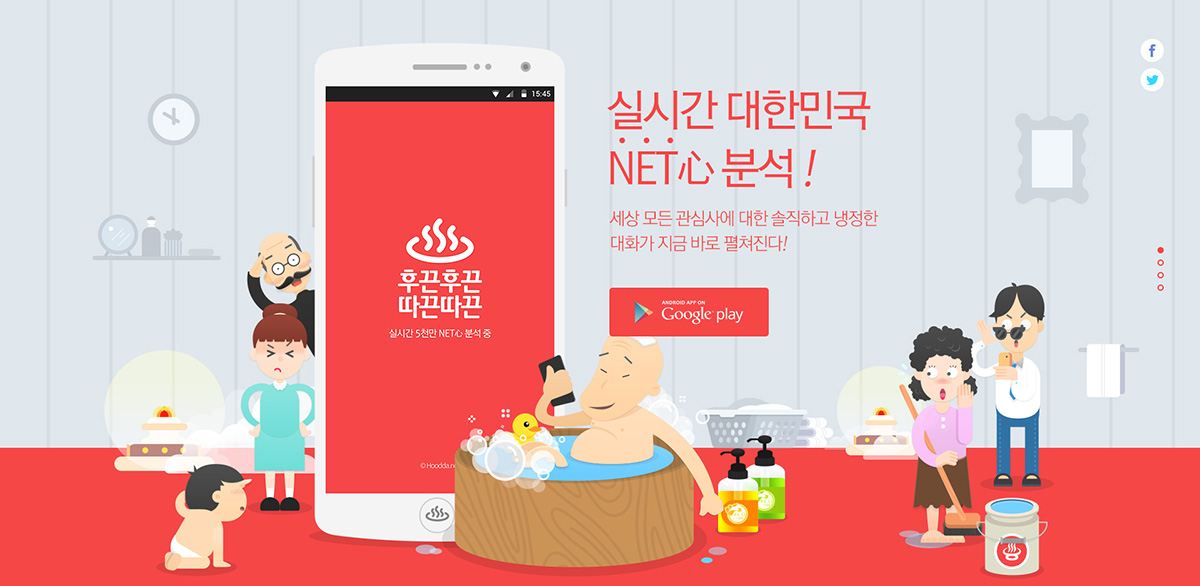 15:45
후끈후끈
따끈따끈
실시간 5천만 NET心 분석 중
실시간 대한민국
NET心 분석!
세상 모든 관심사에 대한 솔직하고 냉정한
대화가 지금 바로 펼쳐진다!
ANDROID APP ON
Google play